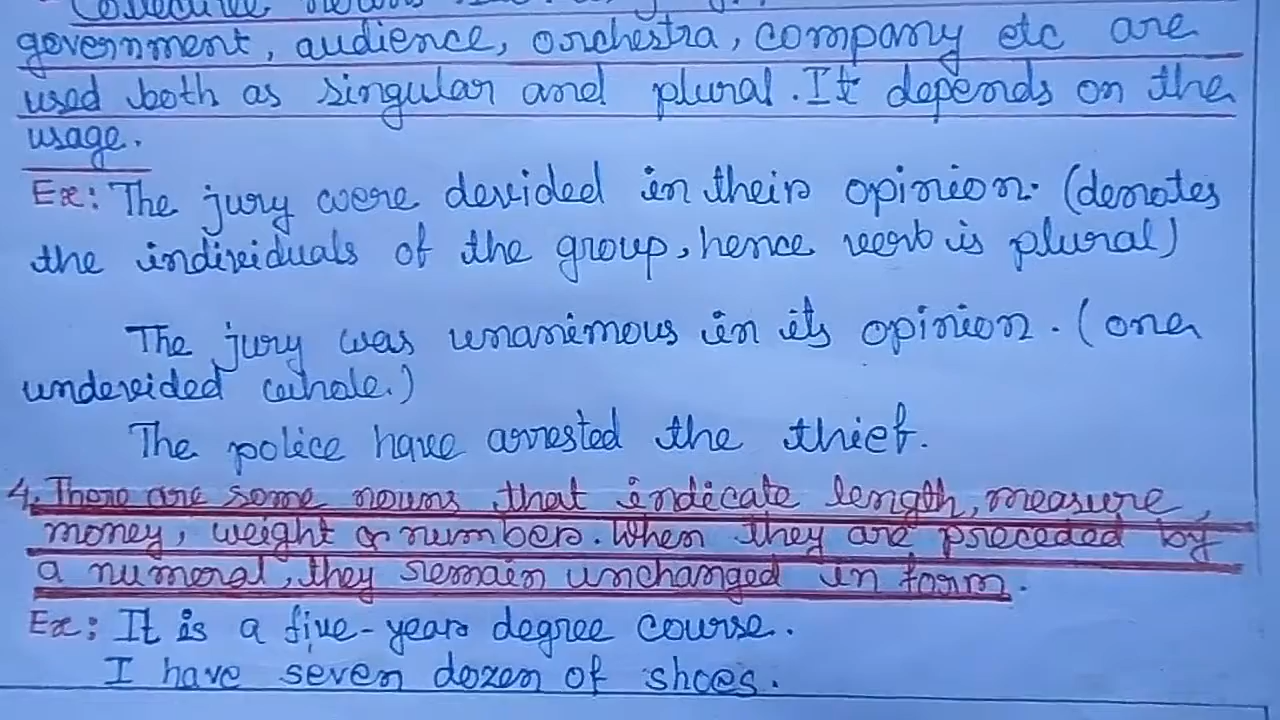 Collective nouns
government, audience, orchestra, company etc are
used both as singular and plural. It depends on the
usage.
Ex: The jury were devided in their opinion. (denotes
the individuals of the group, hence verb is plural)
The jury was unanimous in its opinion. (one
undevided whole.)
The police have arrested the thief.
4. There are some nouns that indicate length, measure,
money, weight or number. When they are preceded by
a numeral, they remain unchanged in form.
Ex: It is a five-year degree course.
I have seven dozen of shoes.